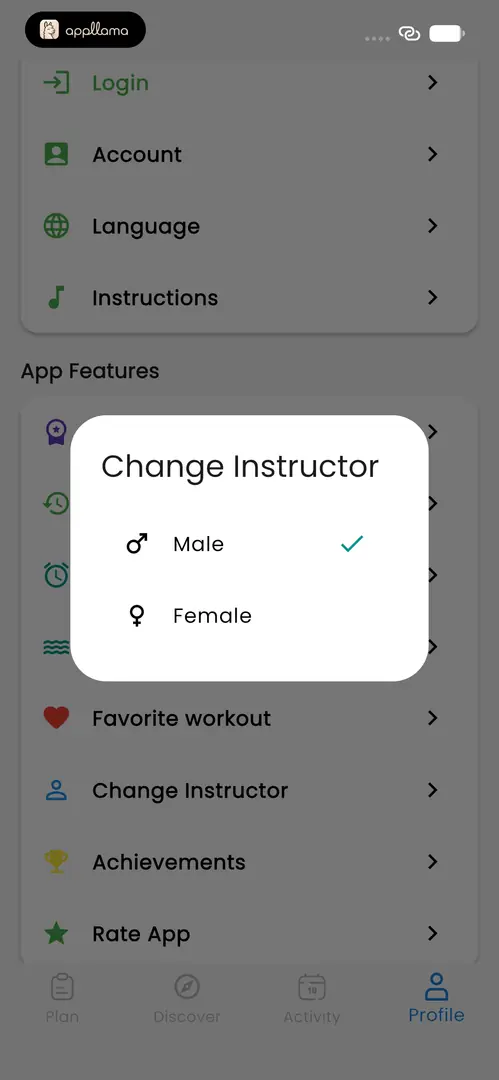 appllama
Login
Account
Language
Instructions
App Features
Change Instructor
Male
Female
Favorite workout
Change Instructor
Achievements
Rate App
Plan
Discover
Activity
Profile